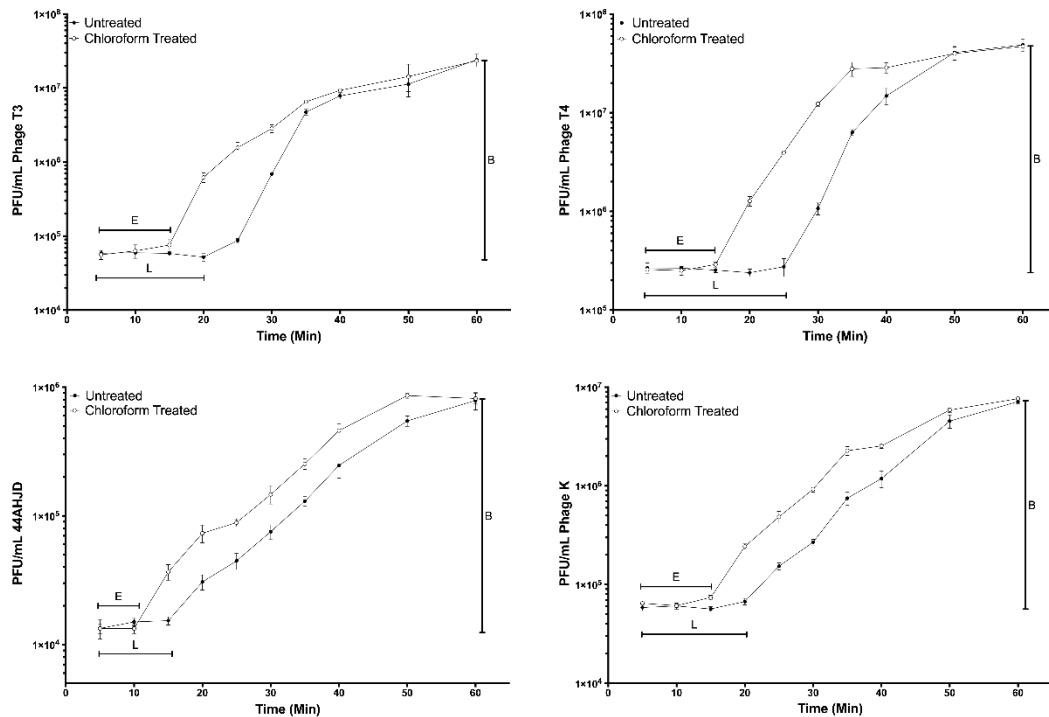 Untreated
Chloroform Treated
1×10⁸
1×10⁷
1×10⁶
1×10⁵
1×10⁴
PFU/mL Phage T3
E
L
B
0 10 20 30 40 50 60
Time (Min)
Untreated
Chloroform Treated
1×10⁸
1×10⁷
1×10⁶
1×10⁵
PFU/mL Phage T4
E
L
B
0 10 20 30 40 50 60
Time (Min)
Untreated
Chloroform Treated
1×10⁶
1×10⁵
1×10⁴
PFU/mL 44AHJD
E
L
B
0 10 20 30 40 50 60
Time (Min)
Untreated
Chloroform Treated
1×10⁷
1×10⁶
1×10⁵
1×10⁴
PFU/mL Phage K
E
L
B
0 10 20 30 40 50 60
Time (Min)